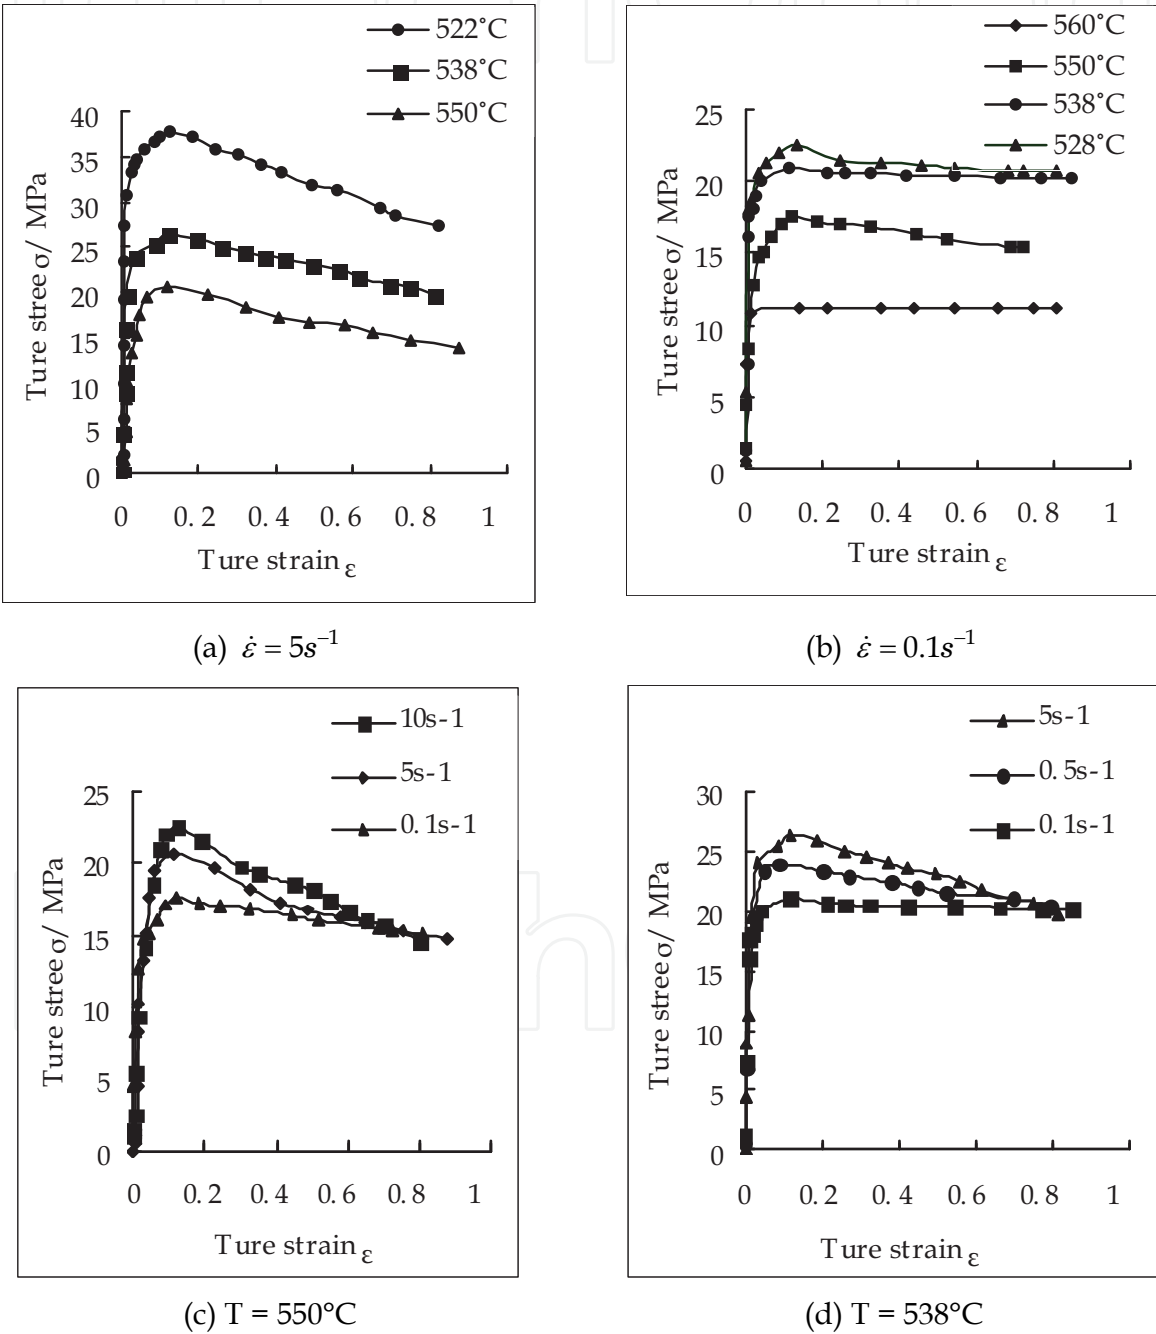 522°C
538°C
550°C
40
35
30
25
20
15
10
5
0
Ture stree σ/ MPa
0 0.2 0.4 0.6 0.8 1
Ture strain ε
(a) ε̇ = 5s⁻¹
560°C
550°C
538°C
528°C
25
20
15
10
5
0
Ture stree σ/ MPa
0 0.2 0.4 0.6 0.8 1
Ture strain ε
(b) ε̇ = 0.1s⁻¹
10s-1
5s-1
0.1s-1
25
20
15
10
5
0
Ture stree σ/ MPa
0 0.2 0.4 0.6 0.8 1
Ture strain ε
(c) T = 550°C
5s-1
0.5s-1
0.1s-1
30
25
20
15
10
5
0
Ture stree σ/ MPa
0 0.2 0.4 0.6 0.8 1
Ture strain ε
(d) T = 538°C